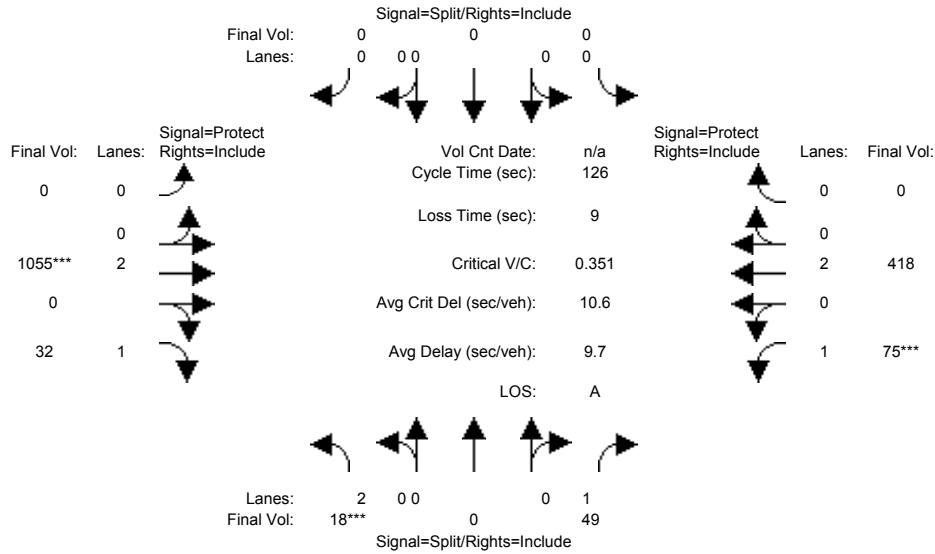 Signal=Split/Rights=Include
Final Vol: 0 0 0
Lanes: 0 0 0 0 0
Signal=Protect Signal=Protect
Final Vol: Lanes: Rights=Include Vol Cnt Date: n/a Rights=Include Lanes: Final Vol:
Cycle Time (sec): 126
0 0 0 0
Loss Time (sec): 9
0 0
1055*** 2 Critical V/C: 0.351 2 418
0 Avg Crit Del (sec/veh): 10.6 0
32 1 Avg Delay (sec/veh): 9.7 1 75***
LOS: A
Lanes: 2 0 0 0 1
Final Vol: 18*** 0 49
Signal=Split/Rights=Include